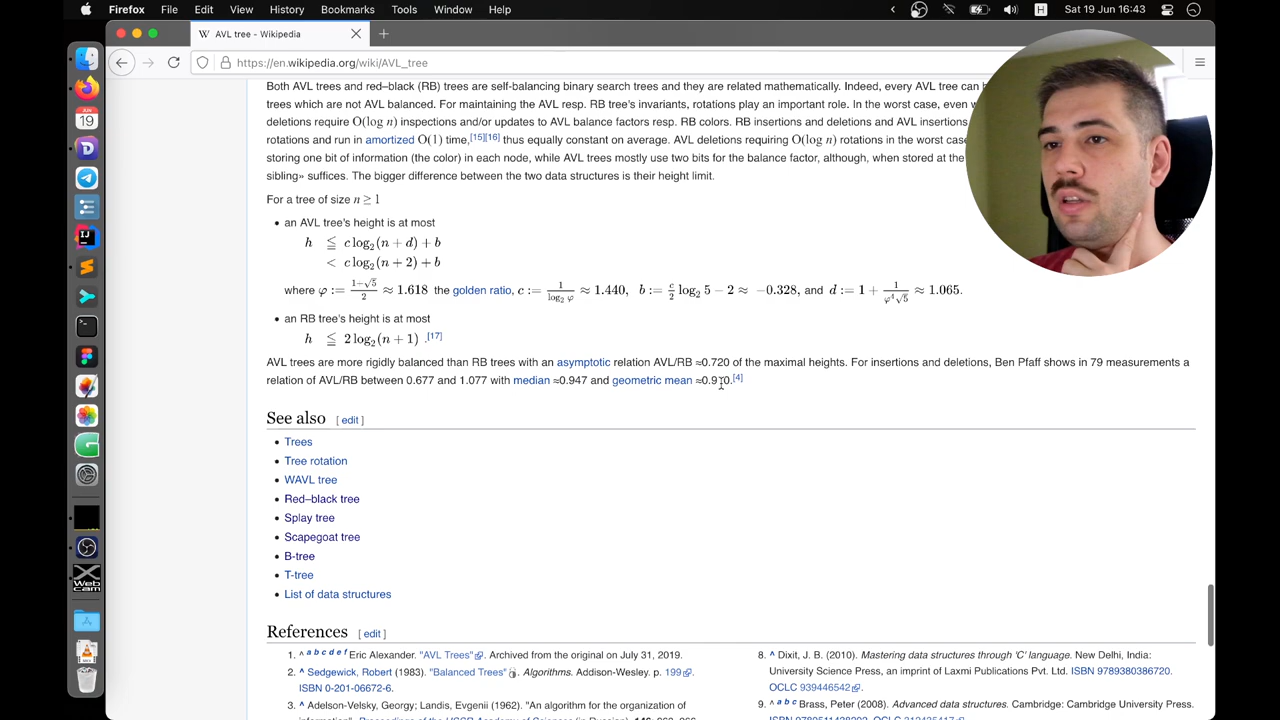 Firefox File Edit View History Bookmarks Tools Window Help
Sat 19 Jun 16:43
AVL tree - Wikipedia
https://en.wikipedia.org/wiki/AVL_tree
Both AVL trees and red–black (RB) trees are self-balancing binary search trees and they are related mathematically. Indeed, every AVL tree can
trees which are not AVL balanced. For maintaining the AVL resp. RB tree's invariants, rotations play an important role. In the worst case, even
deletions require O(log n) inspections and/or updates to AVL balance factors resp. RB colors. RB insertions and deletions and AVL insertions
rotations and run in amortized O(1) time,[15][16] thus equally constant on average. AVL deletions requiring O(log n) rotations in the worst case
storing one bit of information (the color) in each node, while AVL trees mostly use two bits for the balance factor, although, when stored at the
sibling» suffices. The bigger difference between the two data structures is their height limit.
For a tree of size n ≥ 1
• an AVL tree's height is at most
h ≦ c log₂(n + d) + b
< c log₂(n + 2) + b
where φ := (1+√5)/2 ≈ 1.618 the golden ratio, c := 1/log₂ φ ≈ 1.440, b := c/2 log₂ 5 − 2 ≈ −0.328, and d := 1 + 1/(φ⁴√5) ≈ 1.065.
• an RB tree's height is at most
h ≦ 2 log₂(n + 1) .[17]
AVL trees are more rigidly balanced than RB trees with an asymptotic relation AVL/RB ≈0.720 of the maximal heights. For insertions and deletions, Ben Pfaff shows in 79 measurements a
relation of AVL/RB between 0.677 and 1.077 with median ≈0.947 and geometric mean ≈0.910.[4]
See also [ edit ]
• Trees
• Tree rotation
• WAVL tree
• Red–black tree
• Splay tree
• Scapegoat tree
• B-tree
• T-tree
• List of data structures
References [ edit ]
1. ^ a b c d e f Eric Alexander. "AVL Trees". Archived from the original on July 31, 2019.
2. ^ Sedgewick, Robert (1983). "Balanced Trees". Algorithms. Addison-Wesley. p. 199.
ISBN 0-201-06672-6.
3. ^ Adelson-Velsky, Georgy; Landis, Evgenii (1962). "An algorithm for the organization of
8. ^ Dixit, J. B. (2010). Mastering data structures through 'C' language. New Delhi, India:
University Science Press, an imprint of Laxmi Publications Pvt. Ltd. ISBN 9789380386720.
OCLC 939446542.
9. ^ a b c Brass, Peter (2008). Advanced data structures. Cambridge: Cambridge University Press.
JUN
19
IJ
Web
cam